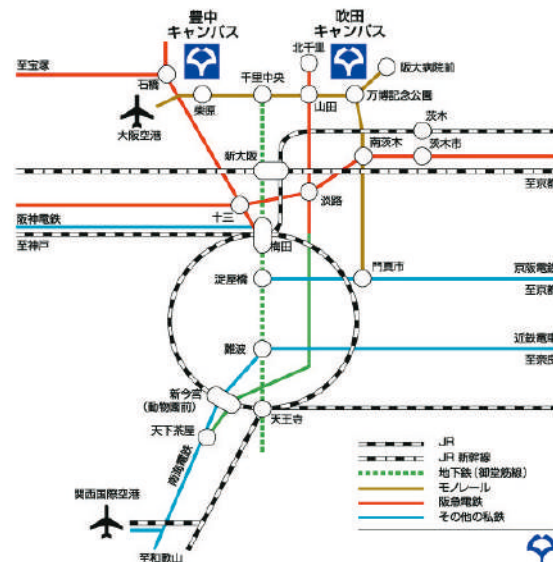 豊中
キャンパス
吹田
キャンパス
北千里
至宝塚
石橋
千里中央
阪大病院前
柴原
山田
万博記念公園
大阪空港
茨木
新大阪
南茨木
茨木市
至京都
淡路
十三
阪神電鉄
至神戸
梅田
淀屋橋
門真市
京阪電鉄
至京都
難波
近鉄電車
至奈良
新今宮
(動物園前)
天王寺
天下茶屋
南海電鉄
関西国際空港
至和歌山
JR
JR 新幹線
地下鉄(御堂筋線)
モノレール
阪急電鉄
その他の私鉄